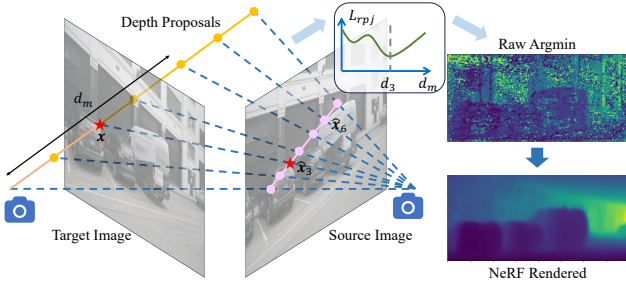 Depth Proposals
L_rpj
d_3 d_m
Raw Argmin
d_m
x
x̂_6
x̂_3
Target Image
Source Image
NeRF Rendered